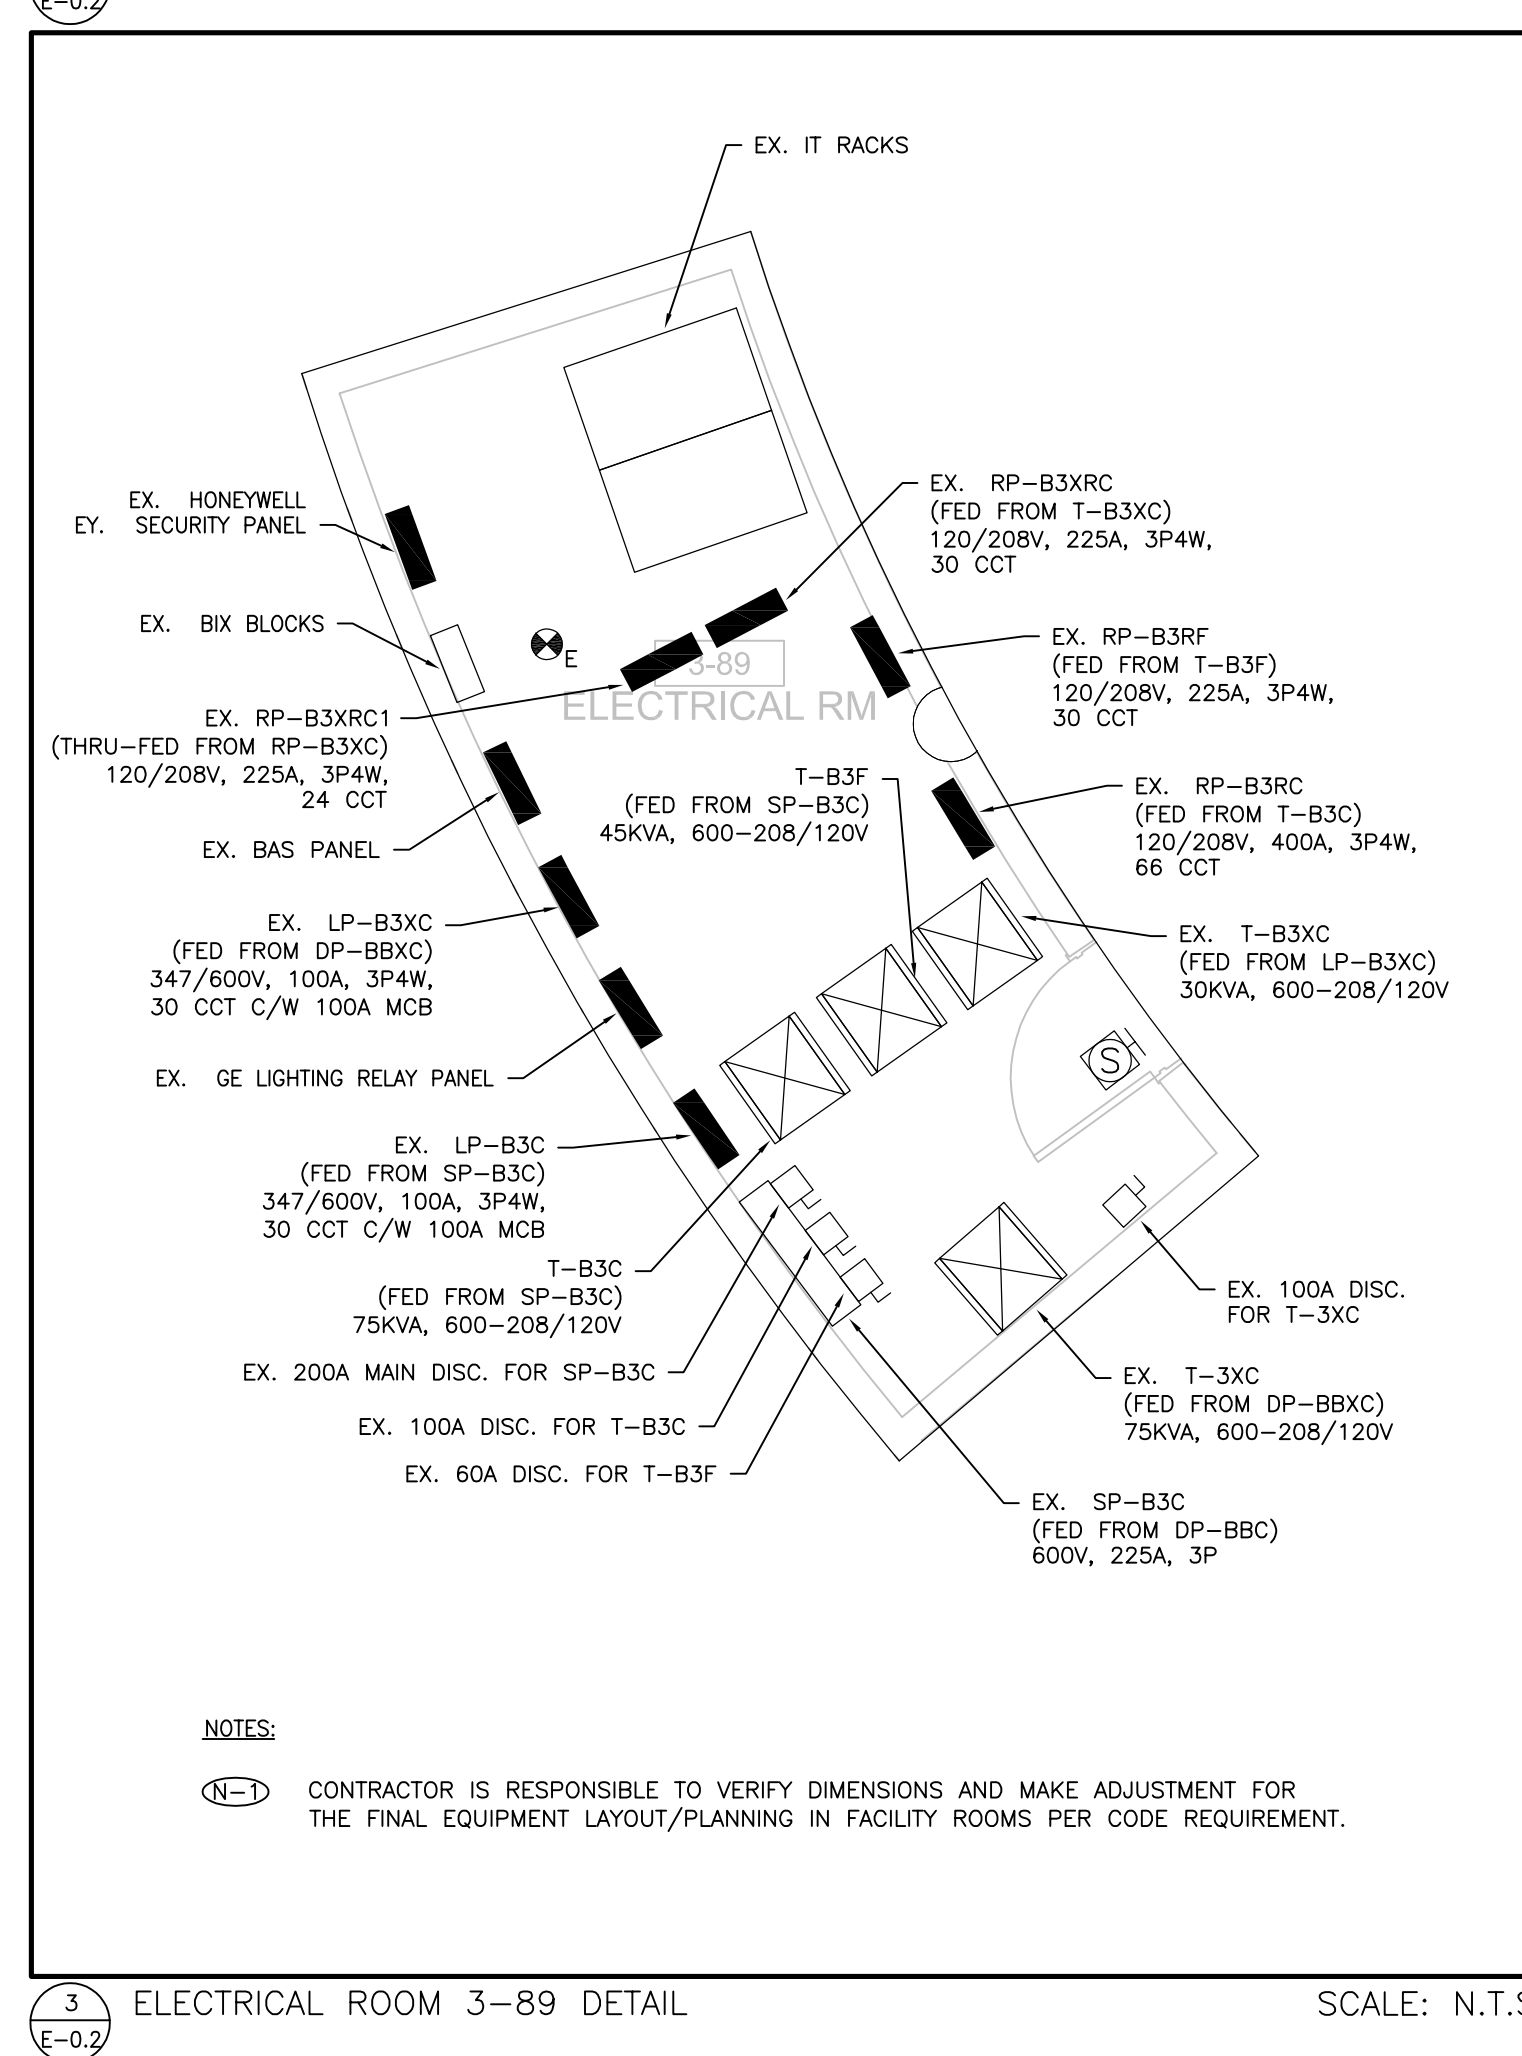 E-0.2
EX. IT RACKS
EX. HONEYWELL
EY. SECURITY PANEL
EX. RP-B3XRC
(FED FROM T-B3XC)
120/208V, 225A, 3P4W,
30 CCT
EX. BIX BLOCKS
E
3-89
ELECTRICAL RM
EX. RP-B3RF
(FED FROM T-B3F)
120/208V, 225A, 3P4W,
30 CCT
EX. RP-B3XRC1
(THRU-FED FROM RP-B3XC)
120/208V, 225A, 3P4W,
24 CCT
T-B3F
(FED FROM SP-B3C)
45KVA, 600-208/120V
EX. RP-B3RC
(FED FROM T-B3C)
120/208V, 400A, 3P4W,
66 CCT
EX. BAS PANEL
EX. LP-B3XC
(FED FROM DP-BBXC)
347/600V, 100A, 3P4W,
30 CCT C/W 100A MCB
EX. T-B3XC
(FED FROM LP-B3XC)
30KVA, 600-208/120V
S
EX. GE LIGHTING RELAY PANEL
EX. LP-B3C
(FED FROM SP-B3C)
347/600V, 100A, 3P4W,
30 CCT C/W 100A MCB
T-B3C
(FED FROM SP-B3C)
75KVA, 600-208/120V
EX. 100A DISC.
FOR T-3XC
EX. 200A MAIN DISC. FOR SP-B3C
EX. T-3XC
(FED FROM DP-BBXC)
75KVA, 600-208/120V
EX. 100A DISC. FOR T-B3C
EX. 60A DISC. FOR T-B3F
EX. SP-B3C
(FED FROM DP-BBC)
600V, 225A, 3P
NOTES:
N-1 CONTRACTOR IS RESPONSIBLE TO VERIFY DIMENSIONS AND MAKE ADJUSTMENT FOR
THE FINAL EQUIPMENT LAYOUT/PLANNING IN FACILITY ROOMS PER CODE REQUIREMENT.
3 ELECTRICAL ROOM 3-89 DETAIL SCALE: N.T.S
E-0.2